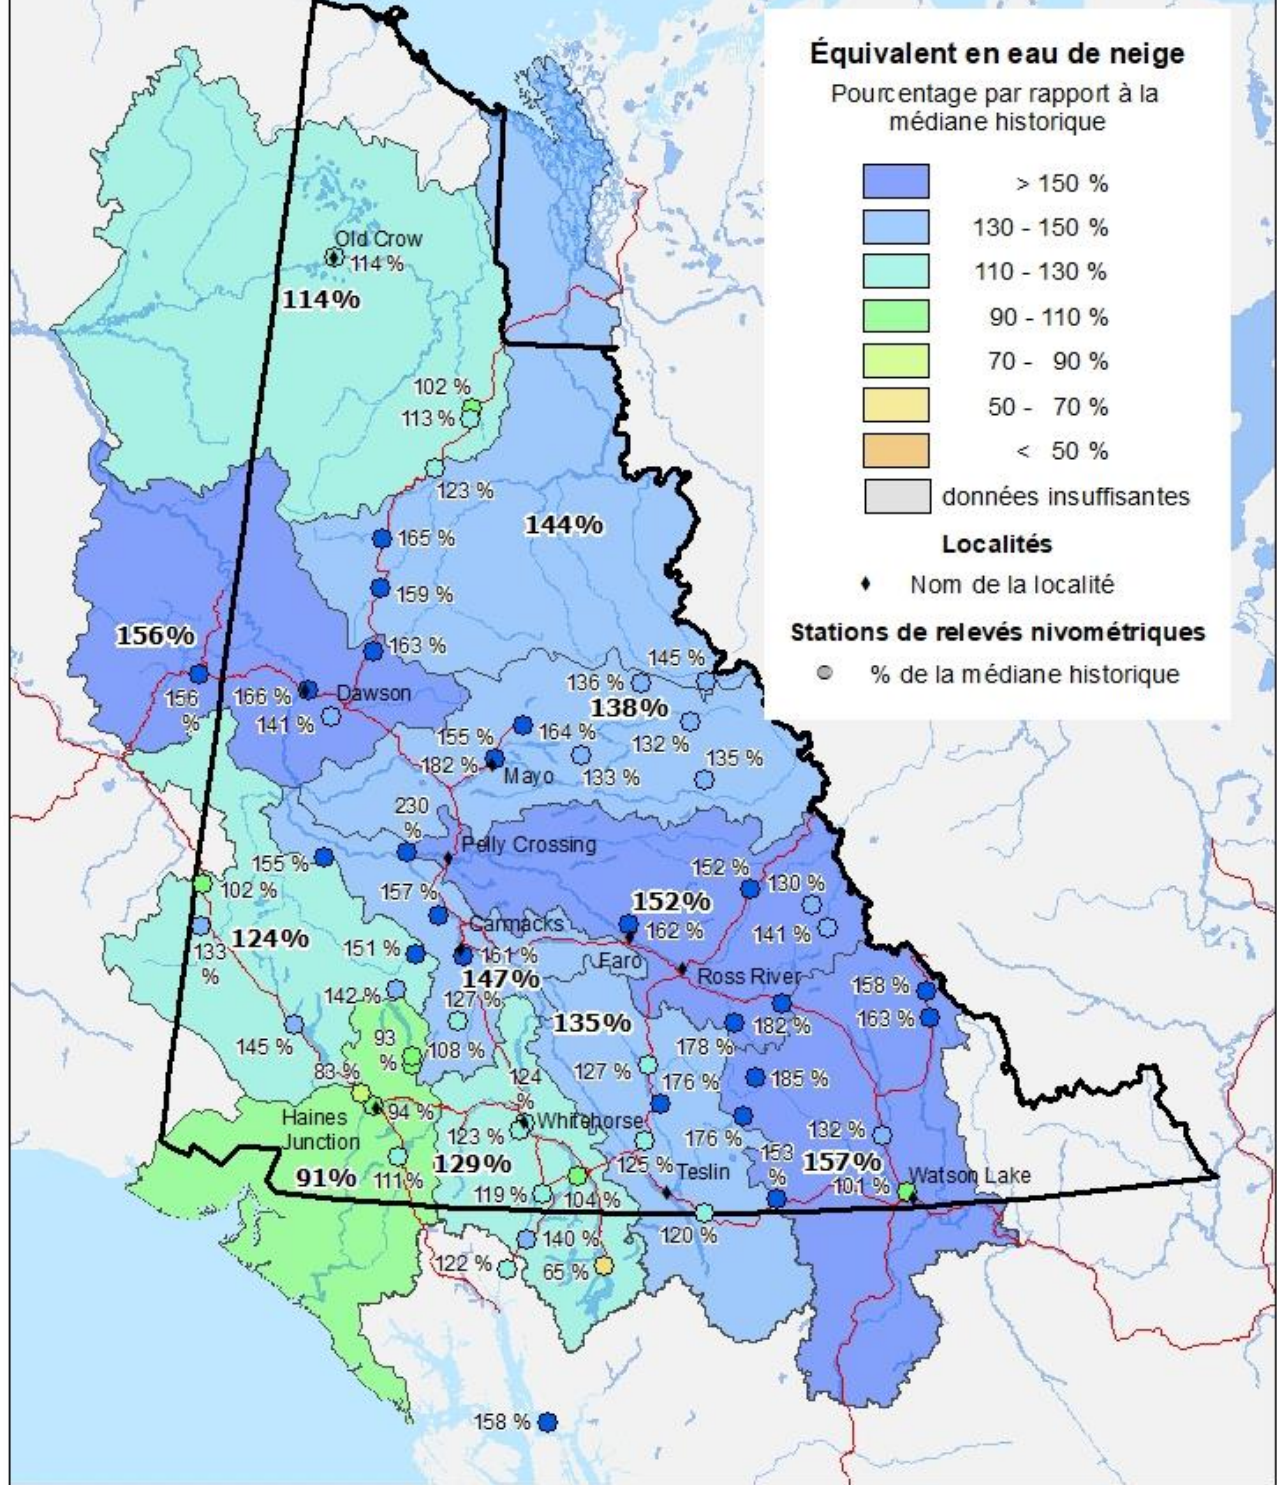 Équivalent en eau de neige
Pourcentage par rapport à la
médiane historique
> 150 %
130 - 150 %
110 - 130 %
90 - 110 %
70 - 90 %
50 - 70 %
< 50 %
données insuffisantes
Localités
Nom de la localité
Stations de relevés nivométriques
% de la médiane historique
Old Crow
114 %
114%
102 %
113 %
123 %
144%
165 %
159 %
156%
163 %
145 %
136 %
156
%
166 %
Dawson
138%
141 %
155 %
164 %
132 %
135 %
182 %
Mayo
133 %
230
%
Pelly Crossing
155 %
152 %
130 %
102 %
157 %
152%
Carmacks
162 %
141 %
124%
133
%
151 %
161 %
Faro
147%
Ross River
158 %
142 %
127 %
135%
163 %
182 %
145 %
93
%
108 %
178 %
83 %
124
%
127 %
176 %
185 %
94 %
Haines
Junction
Whitehorse
123 %
176 %
132 %
91%
111%
129%
125 %
Teslin
153
%
157%
101 %
Watson Lake
119 %
104 %
120 %
140 %
122 %
65 %
158 %